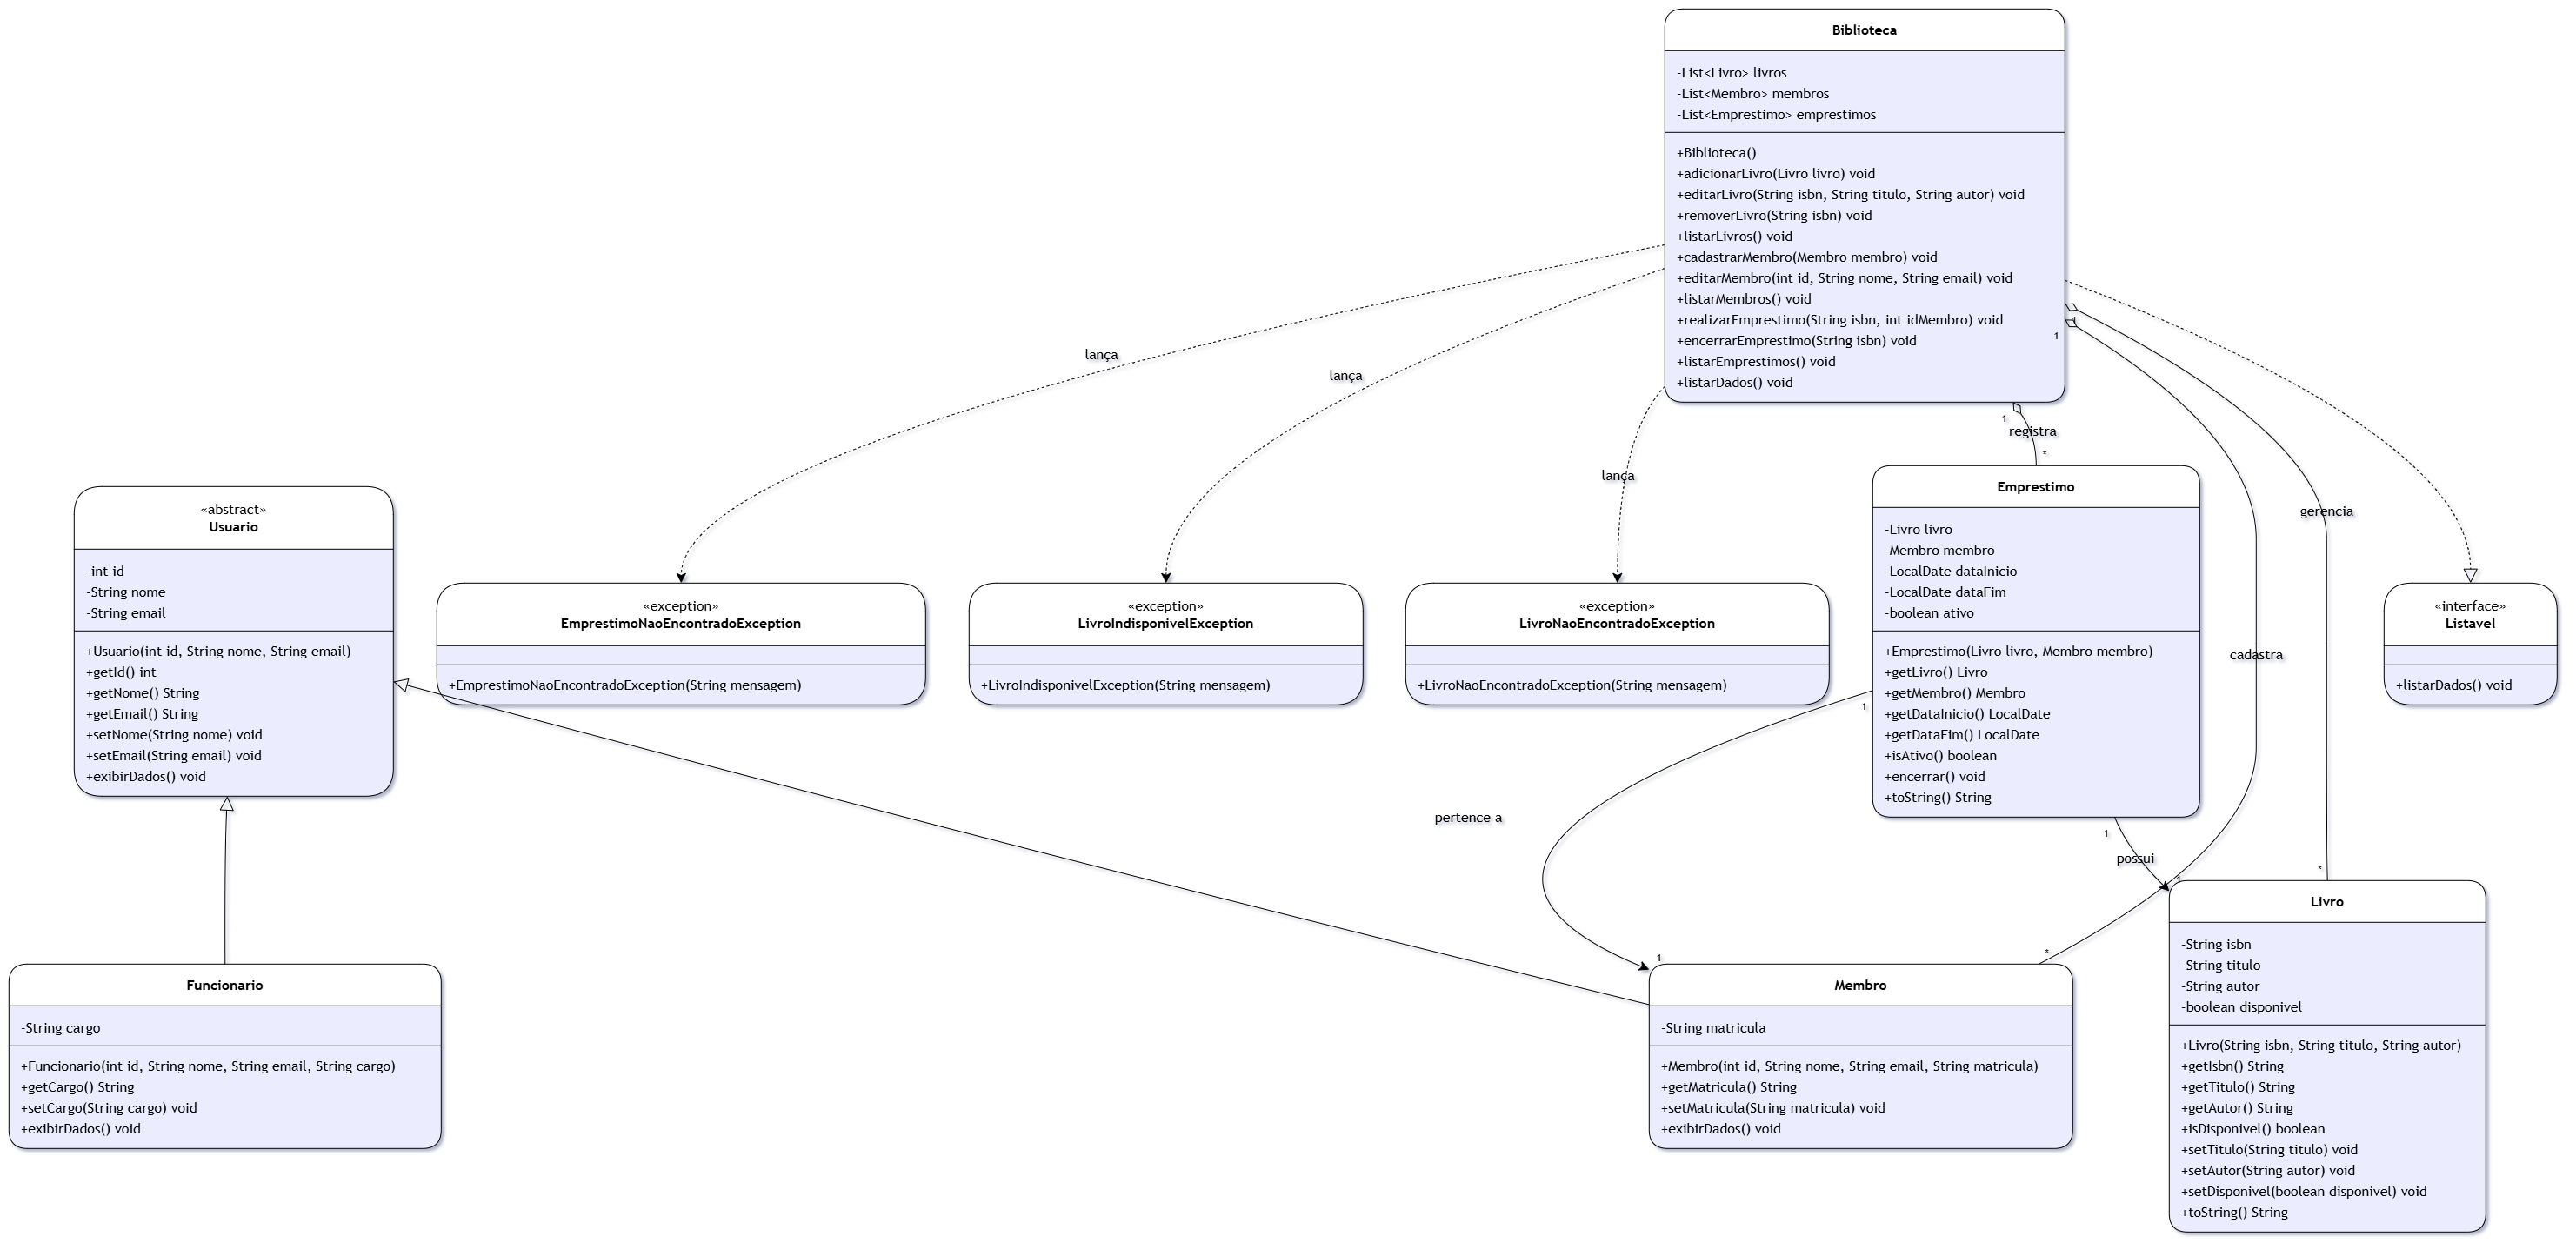 Biblioteca
-List<Livro> livros
-List<Membro> membros
-List<Emprestimo> emprestimos
+Biblioteca()
+adicionarLivro(Livro livro) void
+editarLivro(String isbn, String titulo, String autor) void
+removerLivro(String isbn) void
+listarLivros() void
+cadastrarMembro(Membro membro) void
+editarMembro(int id, String nome, String email) void
+listarMembros() void
+realizarEmprestimo(String isbn, int idMembro) void
+encerrarEmprestimo(String isbn) void
+listarEmprestimos() void
+listarDados() void
1
1
1
lança
lança
lança
registra
*
gerencia
cadastra
«abstract»
Usuario
-int id
-String nome
-String email
+Usuario(int id, String nome, String email)
+getId() int
+getNome() String
+getEmail() String
+setNome(String nome) void
+setEmail(String email) void
+exibirDados() void
«exception»
EmprestimoNaoEncontradoException
+EmprestimoNaoEncontradoException(String mensagem)
«exception»
LivroIndisponivelException
+LivroIndisponivelException(String mensagem)
«exception»
LivroNaoEncontradoException
+LivroNaoEncontradoException(String mensagem)
Emprestimo
-Livro livro
-Membro membro
-LocalDate dataInicio
-LocalDate dataFim
-boolean ativo
+Emprestimo(Livro livro, Membro membro)
+getLivro() Livro
+getMembro() Membro
+getDataInicio() LocalDate
+getDataFim() LocalDate
+isAtivo() boolean
+encerrar() void
+toString() String
«interface»
Listavel
+listarDados() void
1
pertence a
1
1
possui
1
*
*
Funcionario
-String cargo
+Funcionario(int id, String nome, String email, String cargo)
+getCargo() String
+setCargo(String cargo) void
+exibirDados() void
Membro
-String matricula
+Membro(int id, String nome, String email, String matricula)
+getMatricula() String
+setMatricula(String matricula) void
+exibirDados() void
Livro
-String isbn
-String titulo
-String autor
-boolean disponivel
+Livro(String isbn, String titulo, String autor)
+getIsbn() String
+getTitulo() String
+getAutor() String
+isDisponivel() boolean
+setTitulo(String titulo) void
+setAutor(String autor) void
+setDisponivel(boolean disponivel) void
+toString() String